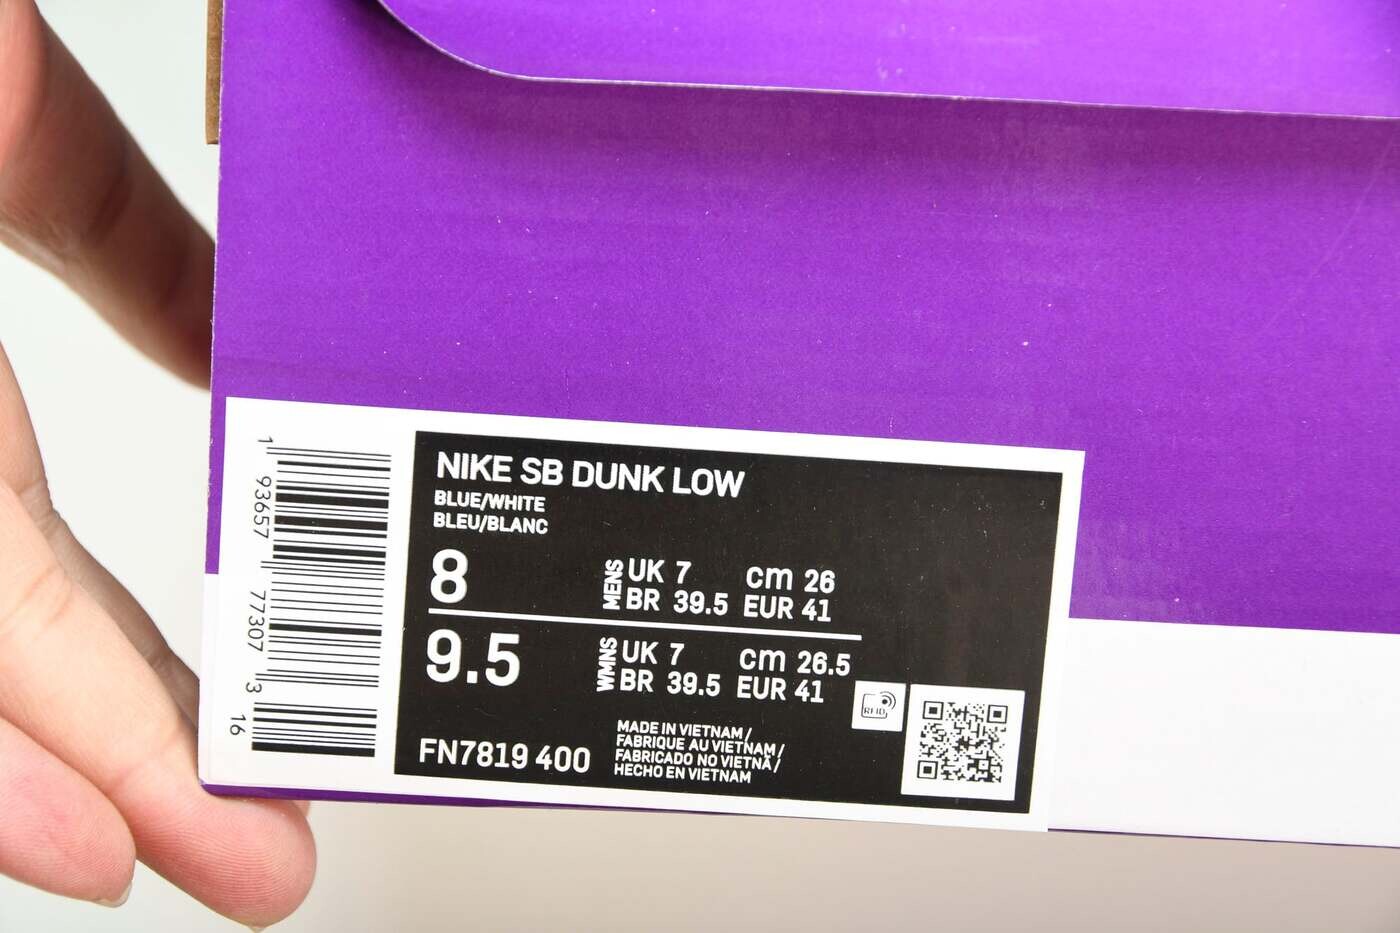 NIKE SB DUNK LOW
BLUE/WHITE
BLEU/BLANC
8
MENS
UK 7 cm 26
BR 39.5 EUR 41
9.5
WMNS
UK 7 cm 26.5
BR 39.5 EUR 41
RFID
FN7819 400
MADE IN VIETNAM /
FABRIQUE AU VIETNAM /
FABRICADO NO VIETNÃ /
HECHO EN VIETNAM
1 93657 77307 3 16